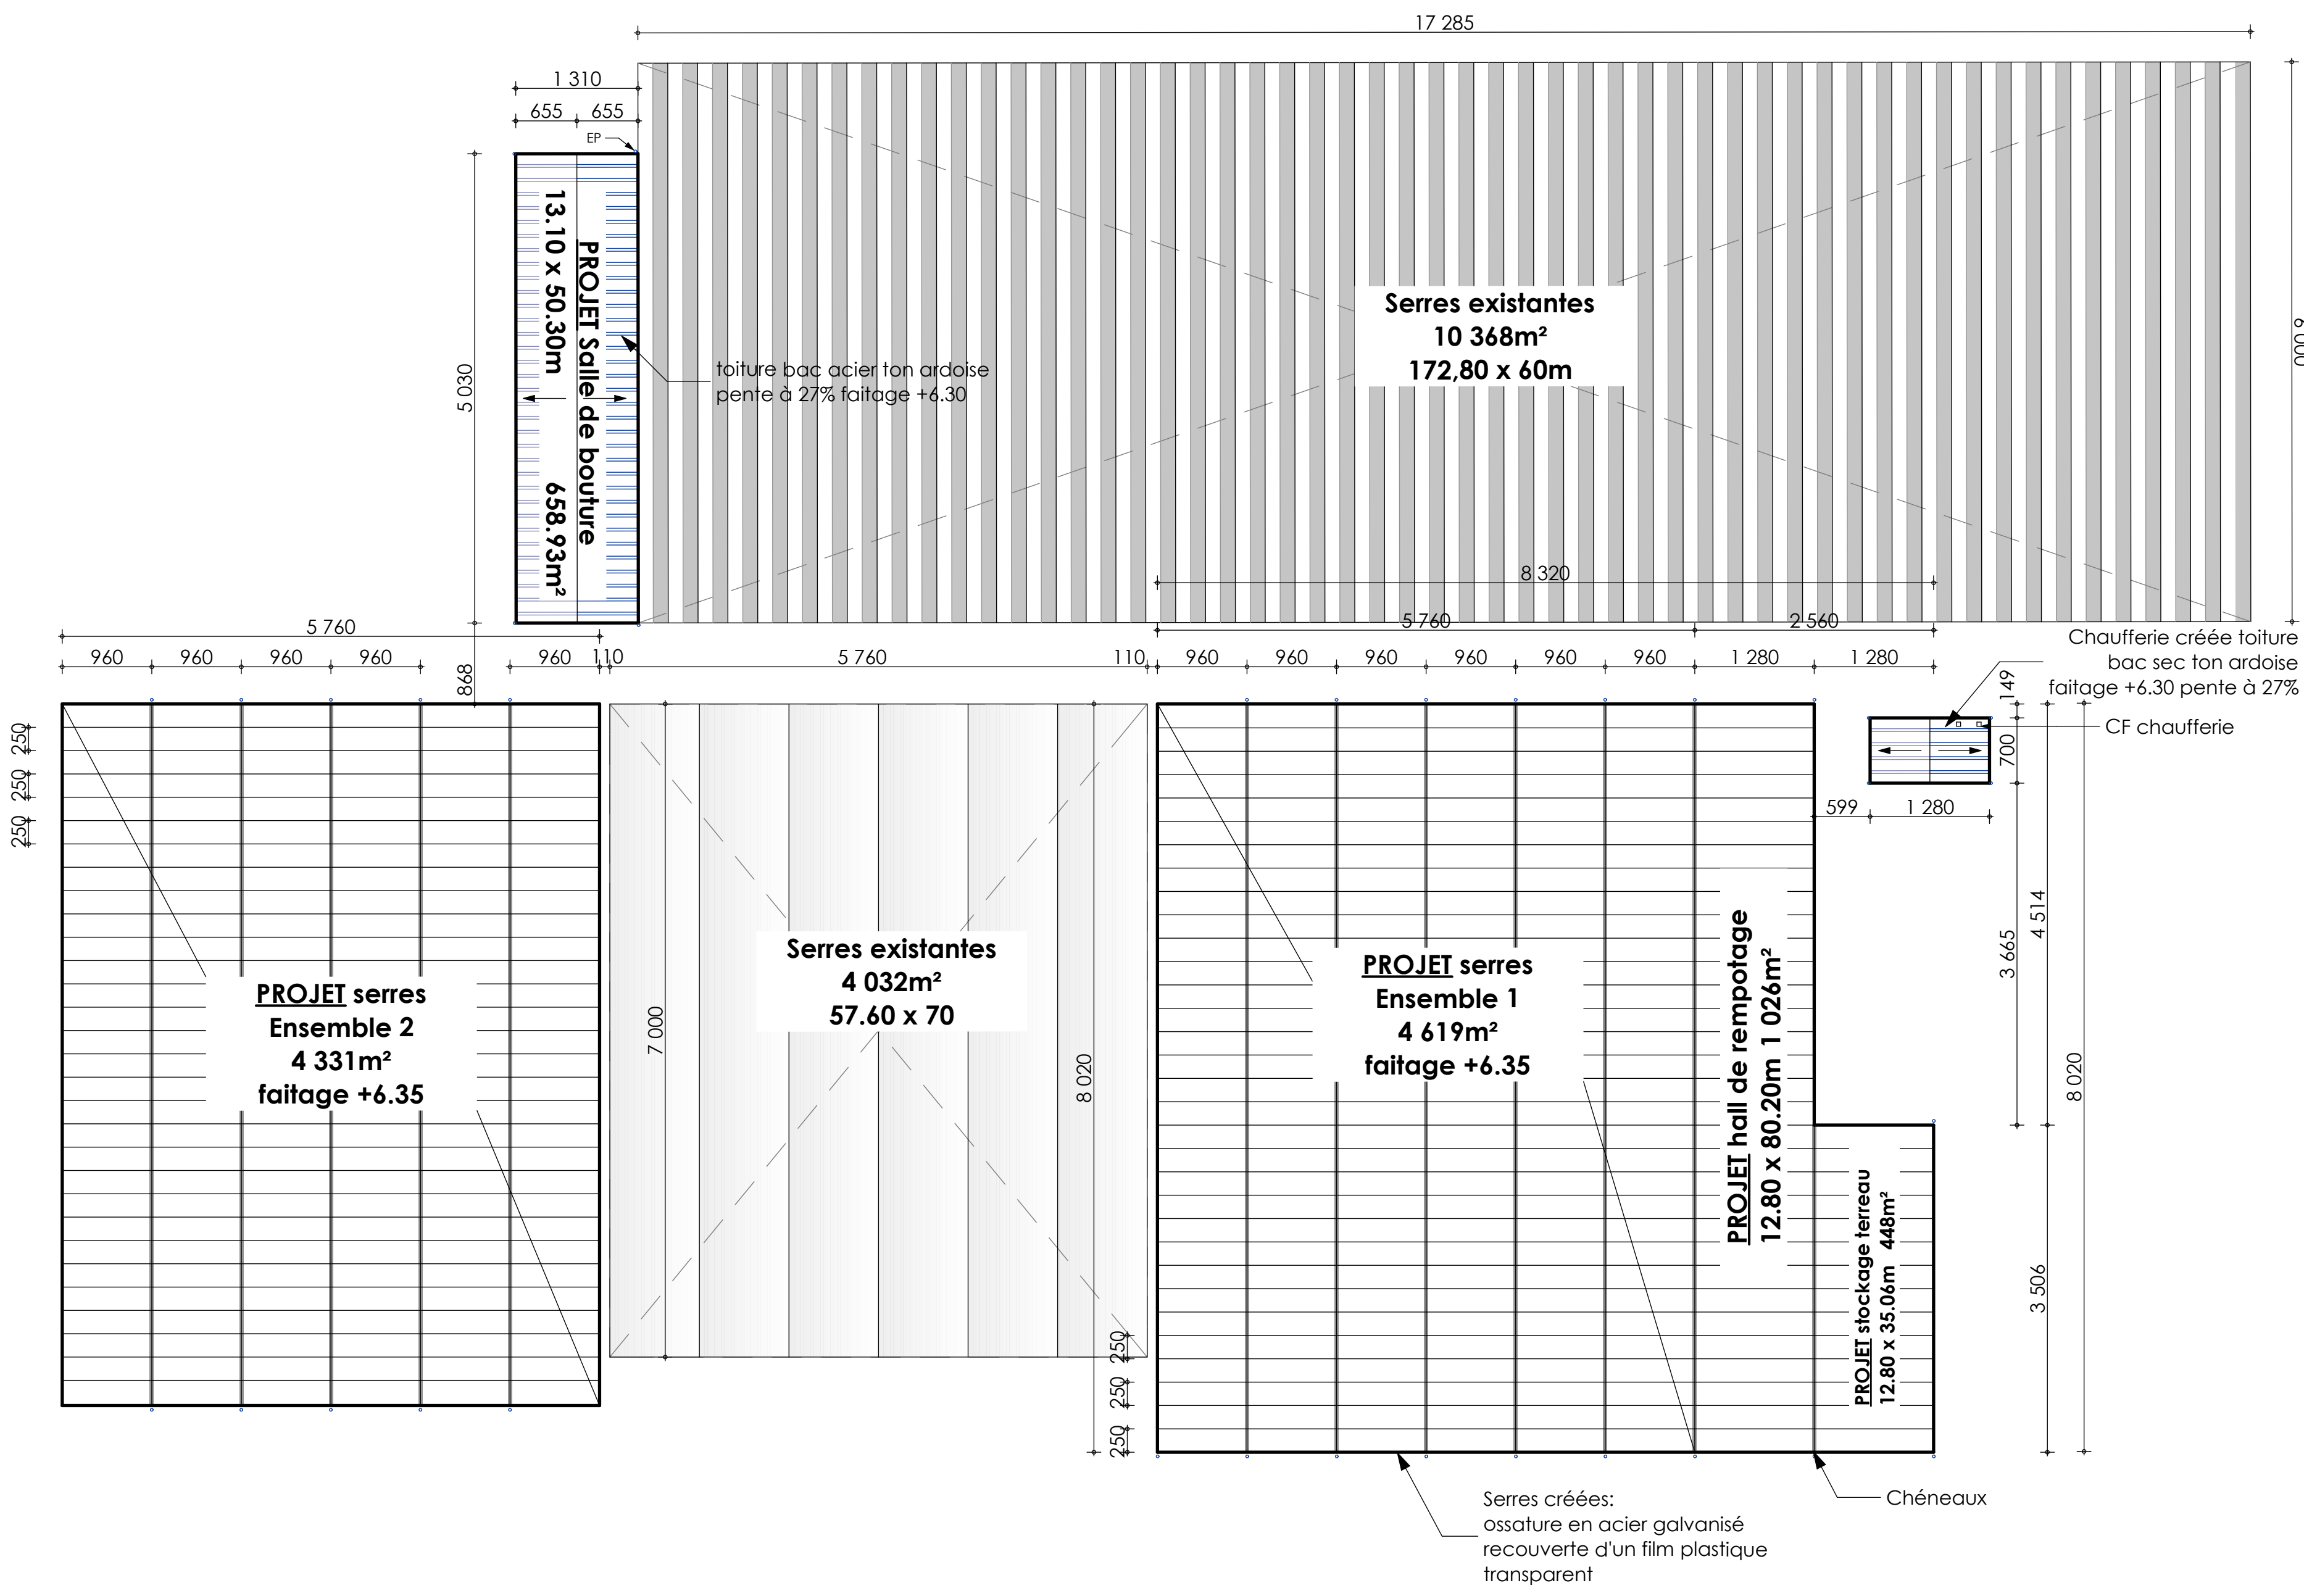 17 285
1 310
655 655
EP
6 000
5 030
PROJET Salle de bouture
13.10 x 50.30m 658.93m²
toiture bac acier ton ardoise
pente à 27% faitage +6.30
Serres existantes
10 368m²
172,80 x 60m
8 320
5 760 2 560
5 760
960 960 960 960 960 110 5 760 110 960 960 960 960 960 960 1 280 1 280
868
Chaufferie créée toiture
bac sec ton ardoise
faitage +6.30 pente à 27%
149
CF chaufferie
700
599 1 280
250
250
250
PROJET serres
Ensemble 2
4 331m²
faitage +6.35
Serres existantes
4 032m²
57.60 x 70
7 000
8 020
PROJET serres
Ensemble 1
4 619m²
faitage +6.35
PROJET hall de rempotage
12.80 x 80.20m 1 026m²
3 665
4 514
8 020
PROJET stockage terreau
12.80 x 35.06m 448m²
3 506
250
250
250
Serres créées:
ossature en acier galvanisé
recouverte d'un film plastique
transparent
Chéneaux